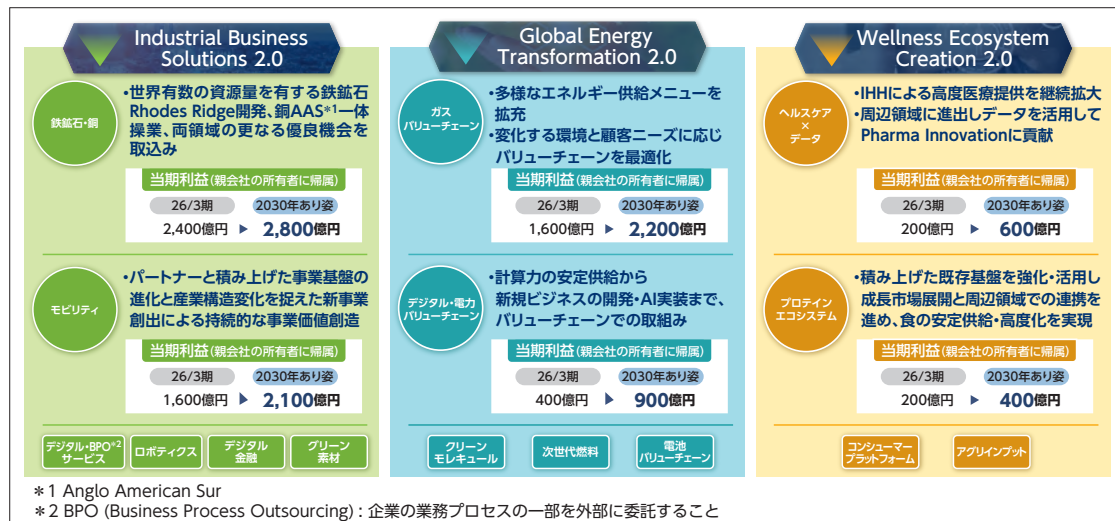 Industrial Business
Solutions 2.0
鉄鉱石・銅
・世界有数の資源量を有する鉄鉱石
Rhodes Ridge開発、銅AAS*1一体
操業、両領域の更なる優良機会を
取込み
当期利益(親会社の所有者に帰属)
26/3期 2030年あり姿
2,400億円 ▶ 2,800億円
モビリティ
・パートナーと積み上げた事業基盤の
進化と産業構造変化を捉えた新事業
創出による持続的な事業価値創造
当期利益(親会社の所有者に帰属)
26/3期 2030年あり姿
1,600億円 ▶ 2,100億円
デジタル・BPO*2
サービス
ロボティクス
デジタル
金融
グリーン
素材
Global Energy
Transformation 2.0
ガス
バリューチェーン
・多様なエネルギー供給メニューを
拡充
・変化する環境と顧客ニーズに応じ
バリューチェーンを最適化
当期利益(親会社の所有者に帰属)
26/3期 2030年あり姿
1,600億円 ▶ 2,200億円
デジタル・電力
バリューチェーン
・計算力の安定供給から
新規ビジネスの開発・AI実装まで、
バリューチェーンでの取組み
当期利益(親会社の所有者に帰属)
26/3期 2030年あり姿
400億円 ▶ 900億円
クリーン
モレキュール
次世代燃料
電池
バリューチェーン
Wellness Ecosystem
Creation 2.0
ヘルスケア
×
データ
・IHHによる高度医療提供を継続拡大
・周辺領域に進出しデータを活用して
Pharma Innovationに貢献
当期利益(親会社の所有者に帰属)
26/3期 2030年あり姿
200億円 ▶ 600億円
プロテイン
エコシステム
・積み上げた既存基盤を強化・活用し
成長市場展開と周辺領域での連携を
進め、食の安定供給・高度化を実現
当期利益(親会社の所有者に帰属)
26/3期 2030年あり姿
200億円 ▶ 400億円
コンシューマー
プラットフォーム
アグリインプット
*1 Anglo American Sur
*2 BPO (Business Process Outsourcing) : 企業の業務プロセスの一部を外部に委託すること